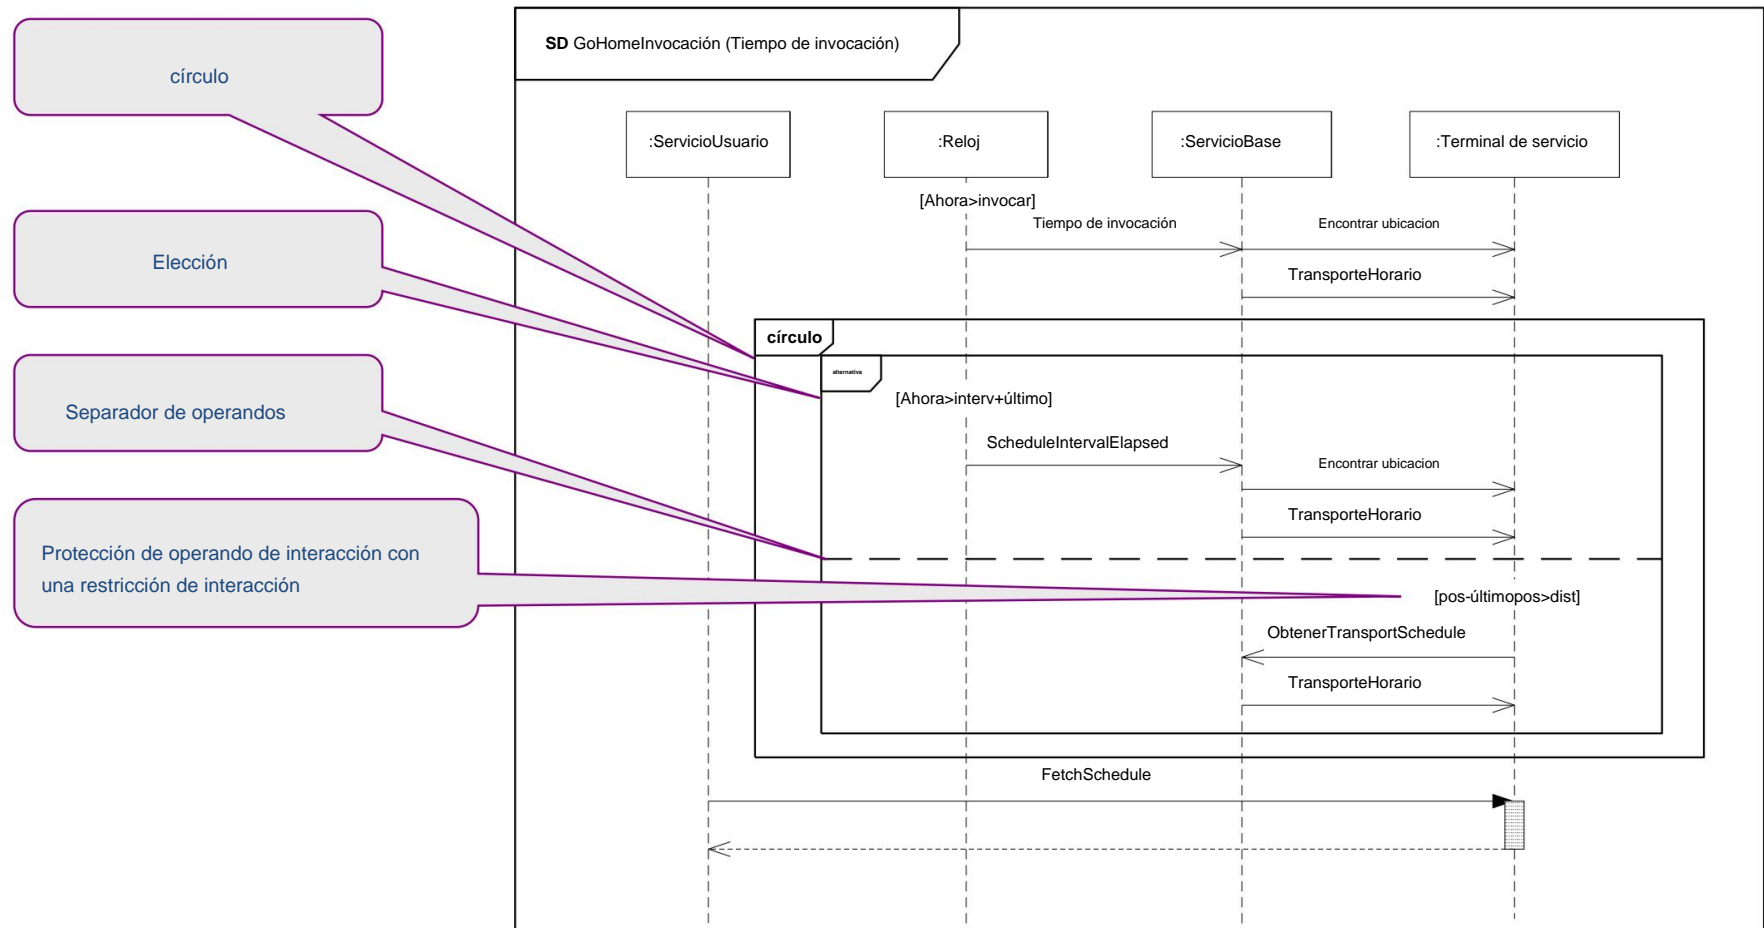 círculo
Elección
Separador de operandos
Protección de operando de interacción con
una restricción de interacción
SD GoHomeInvocación (Tiempo de invocación)
:ServicioUsuario
:Reloj
:ServicioBase
:Terminal de servicio
[Ahora>invocar]
Tiempo de invocación
Encontrar ubicacion
TransporteHorario
círculo
alternativa
[Ahora>interv+último]
ScheduleIntervalElapsed
Encontrar ubicacion
TransporteHorario
[pos-últimopos>dist]
ObtenerTransportSchedule
TransporteHorario
FetchSchedule